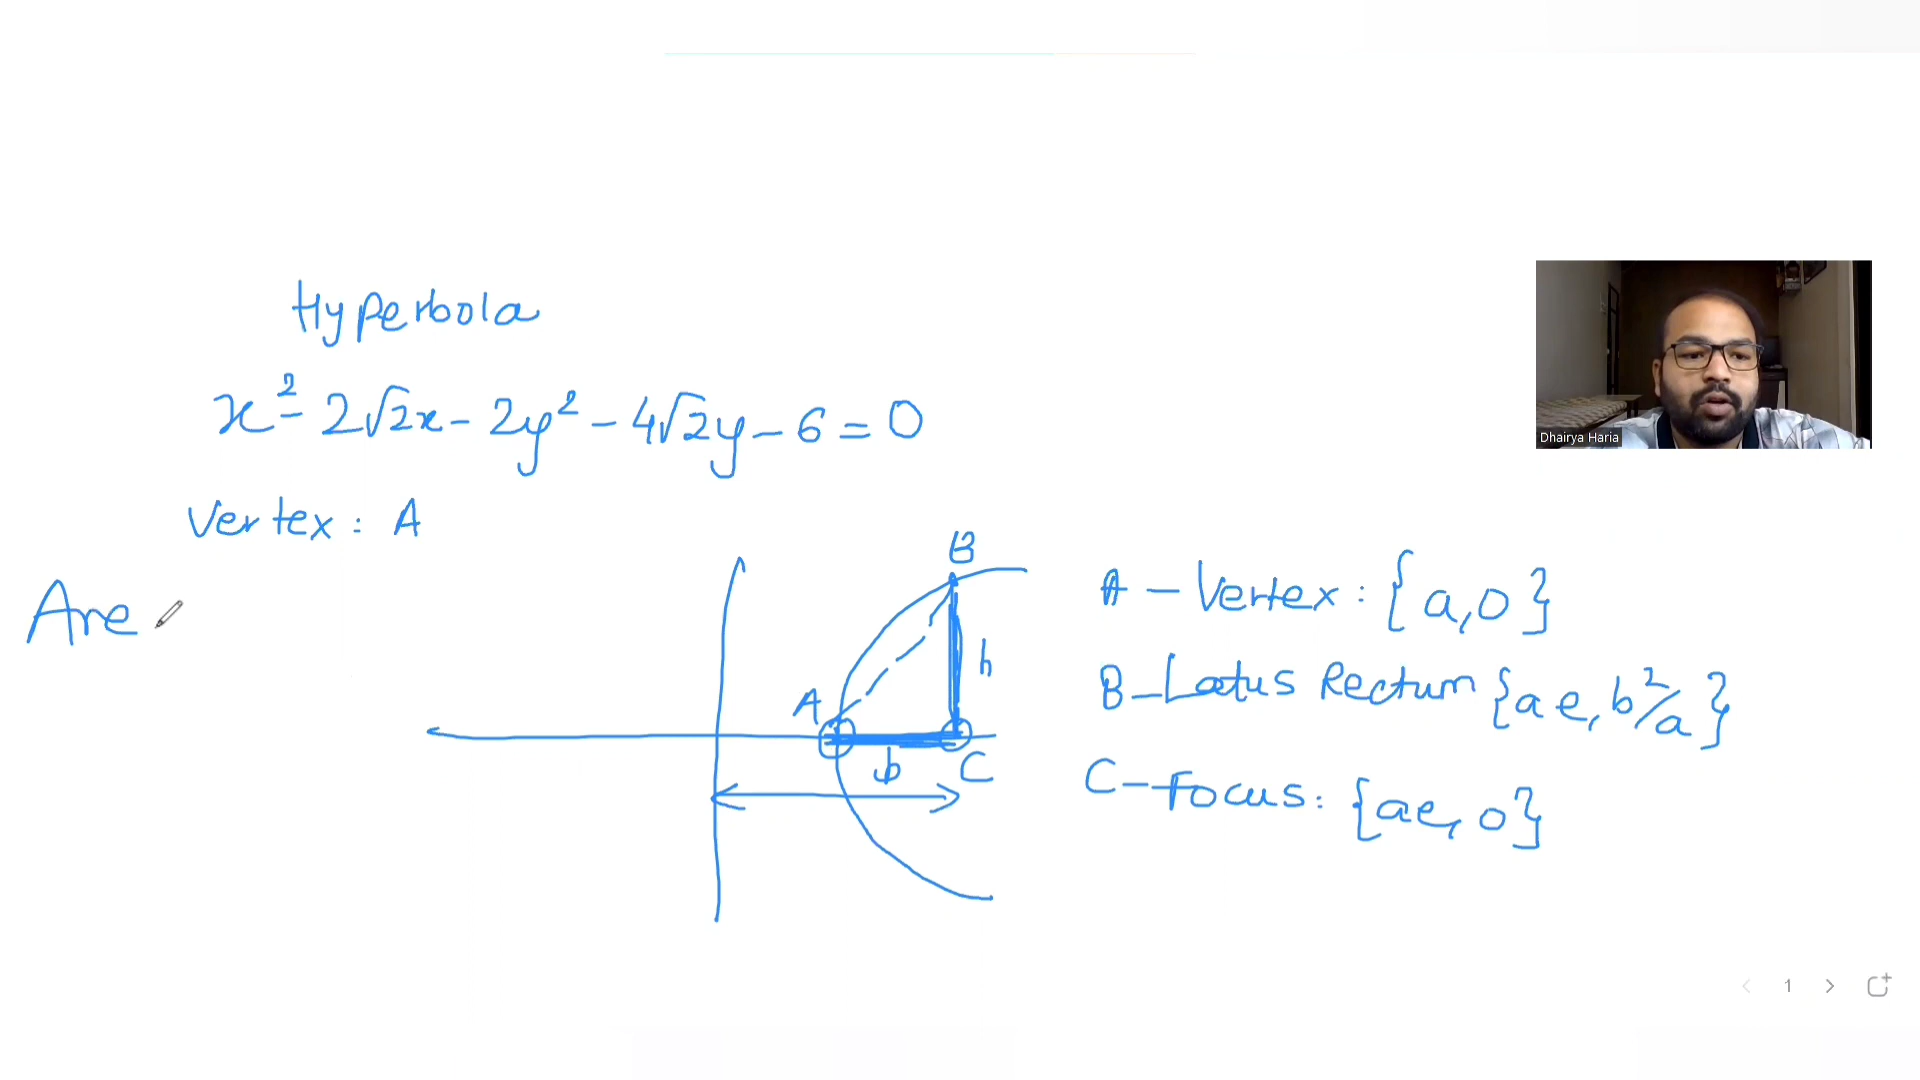 Hyperbola
x² - 2√2x - 2y² - 4√2y - 6 = 0
Vertex : A
Are
B
h
A
b
C
A - Vertex : {a,0}
B - Latus Rectum {ae, b²/a}
C - Focus : {ae, 0}
Dhairya Haria
1